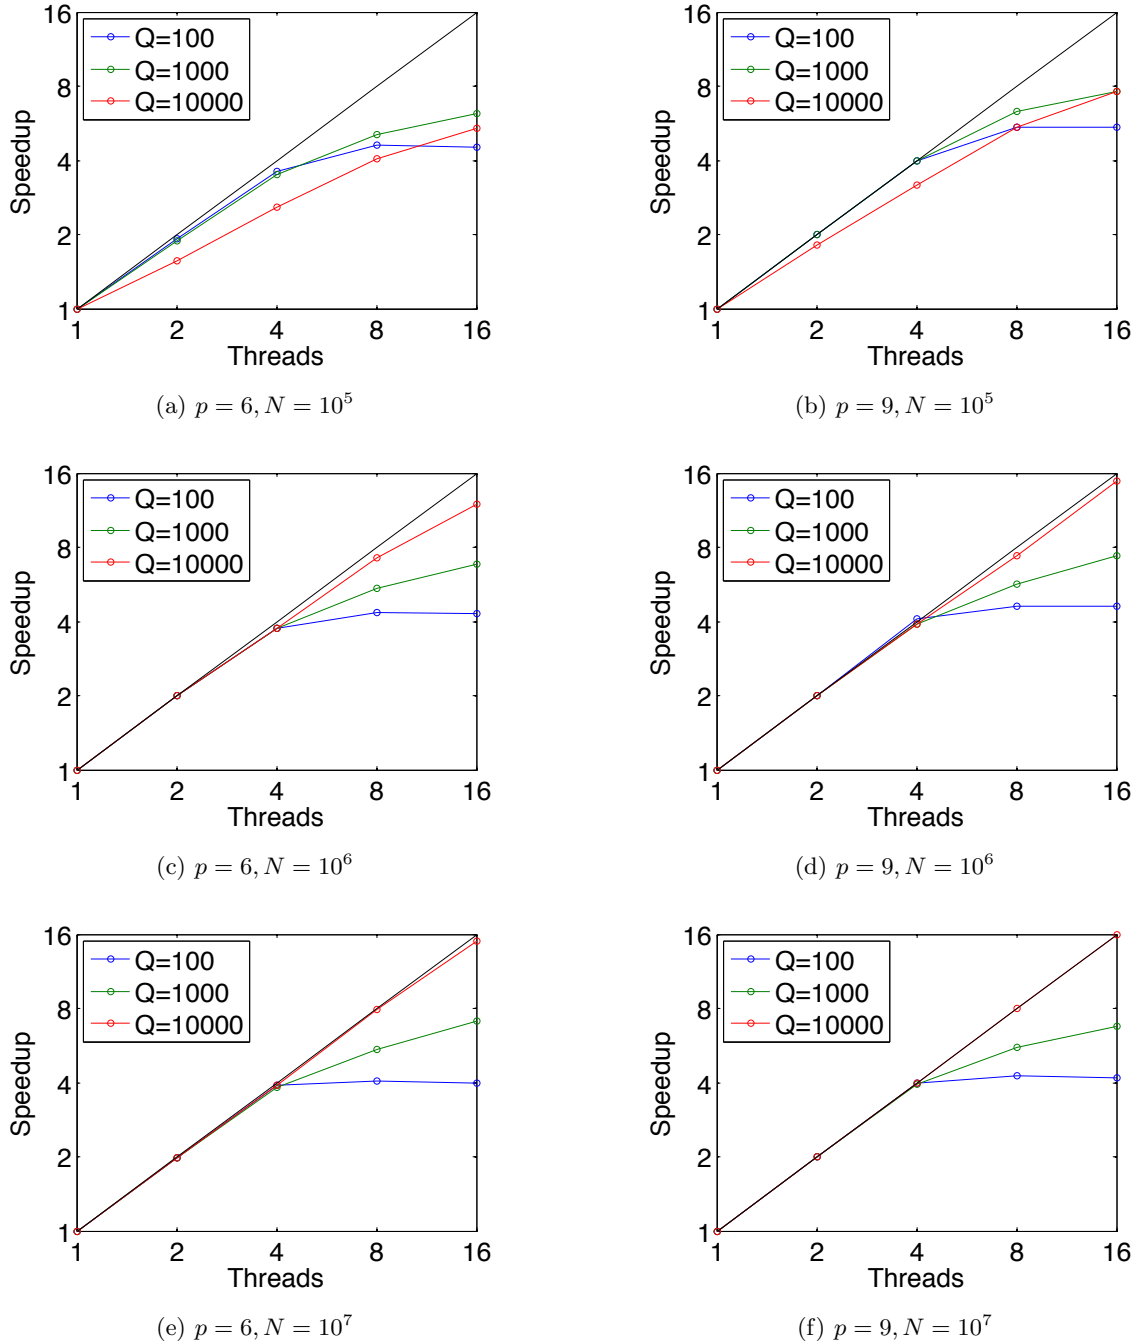 16
8
4
2
1
Speedup
Q=100
Q=1000
Q=10000
1 2 4 8 16
Threads
(a) p = 6, N = 10^5
16
8
4
2
1
Speedup
Q=100
Q=1000
Q=10000
1 2 4 8 16
Threads
(b) p = 9, N = 10^5
16
8
4
2
1
Speedup
Q=100
Q=1000
Q=10000
1 2 4 8 16
Threads
(c) p = 6, N = 10^6
16
8
4
2
1
Speedup
Q=100
Q=1000
Q=10000
1 2 4 8 16
Threads
(d) p = 9, N = 10^6
16
8
4
2
1
Speedup
Q=100
Q=1000
Q=10000
1 2 4 8 16
Threads
(e) p = 6, N = 10^7
16
8
4
2
1
Speedup
Q=100
Q=1000
Q=10000
1 2 4 8 16
Threads
(f) p = 9, N = 10^7